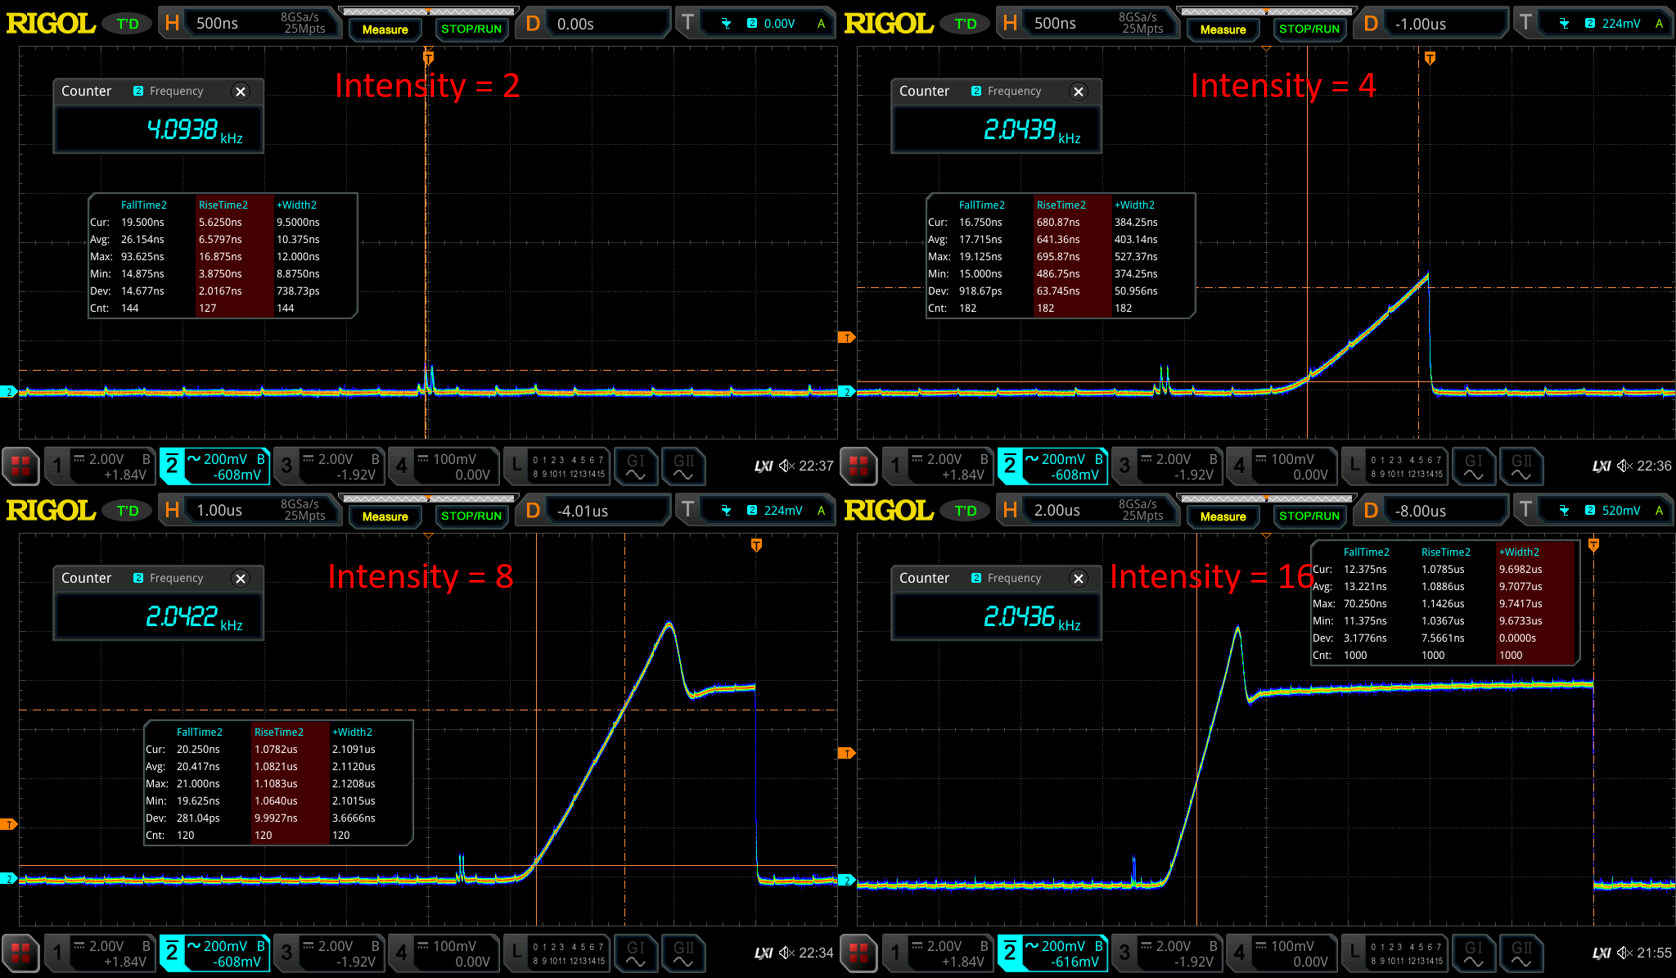 RIGOL T'D H 500ns 8GSa/s 25Mpts Measure STOP/RUN D 0.00s T 2 0.00V A
T
Intensity = 2
Counter 2 Frequency
4.0938 kHz
FallTime2 RiseTime2 +Width2
Cur: 19.500ns 5.6250ns 9.5000ns
Avg: 26.154ns 6.5797ns 10.375ns
Max: 93.625ns 16.875ns 12.000ns
Min: 14.875ns 3.8750ns 8.8750ns
Dev: 14.677ns 2.0167ns 738.73ps
Cnt: 144 127 144
2
1 2.00V B +1.84V 2 200mV B -608mV 3 2.00V B -1.92V 4 100mV 0.00V L 0 1 2 3 4 5 6 7 8 9 10 11 12 13 14 15 GI GII LXI 22:37
RIGOL T'D H 500ns 8GSa/s 25Mpts Measure STOP/RUN D -1.00us T 2 224mV A
T
Intensity = 4
Counter 2 Frequency
2.0439 kHz
FallTime2 RiseTime2 +Width2
Cur: 16.750ns 680.87ns 384.25ns
Avg: 17.715ns 641.36ns 403.14ns
Max: 19.125ns 695.87ns 527.37ns
Min: 15.000ns 486.75ns 374.25ns
Dev: 918.67ps 63.745ns 50.956ns
Cnt: 182 182 182
T
2
1 2.00V B +1.84V 2 200mV B -608mV 3 2.00V B -1.92V 4 100mV 0.00V L 0 1 2 3 4 5 6 7 8 9 10 11 12 13 14 15 GI GII LXI 22:36
RIGOL T'D H 1.00us 8GSa/s 25Mpts Measure STOP/RUN D -4.01us T 2 224mV A
T
Intensity = 8
Counter 2 Frequency
2.0422 kHz
FallTime2 RiseTime2 +Width2
Cur: 20.250ns 1.0782us 2.1091us
Avg: 20.417ns 1.0821us 2.1120us
Max: 21.000ns 1.1083us 2.1208us
Min: 19.625ns 1.0640us 2.1015us
Dev: 281.04ps 9.9927ns 3.6666ns
Cnt: 120 120 120
T
2
1 2.00V B +1.84V 2 200mV B -608mV 3 2.00V B -1.92V 4 100mV 0.00V L 0 1 2 3 4 5 6 7 8 9 10 11 12 13 14 15 GI GII LXI 22:34
RIGOL T'D H 2.00us 8GSa/s 25Mpts Measure STOP/RUN D -8.00us T 2 520mV A
T
Intensity = 16
Counter 2 Frequency
2.0436 kHz
FallTime2 RiseTime2 +Width2
Cur: 12.375ns 1.0785us 9.6982us
Avg: 13.221ns 1.0886us 9.7077us
Max: 70.250ns 1.1426us 9.7417us
Min: 11.375ns 1.0367us 9.6733us
Dev: 3.1776ns 7.5661ns 0.0000s
Cnt: 1000 1000 1000
T
2
1 2.00V B +1.84V 2 200mV B -616mV 3 2.00V B -1.92V 4 100mV 0.00V L 0 1 2 3 4 5 6 7 8 9 10 11 12 13 14 15 GI GII LXI 21:55